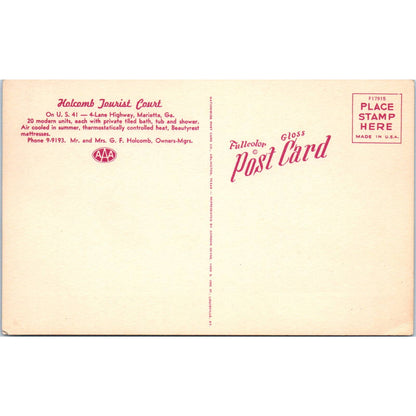 Holcomb Tourist Court
On U. S. 41 — 4-Lane Highway, Marietta, Ga.
20 modern units, each with private tiled bath, tub and shower.
Air cooled in summer, thermostatically controlled heat, Beautyrest
mattresses.
Phone 9-9193. Mr. and Mrs. G. F. Holcomb, Owners-Mgrs.
AAA
Fullcolor Gloss
©
Post Card
PLACE
STAMP
HERE
MADE IN U.S.A.